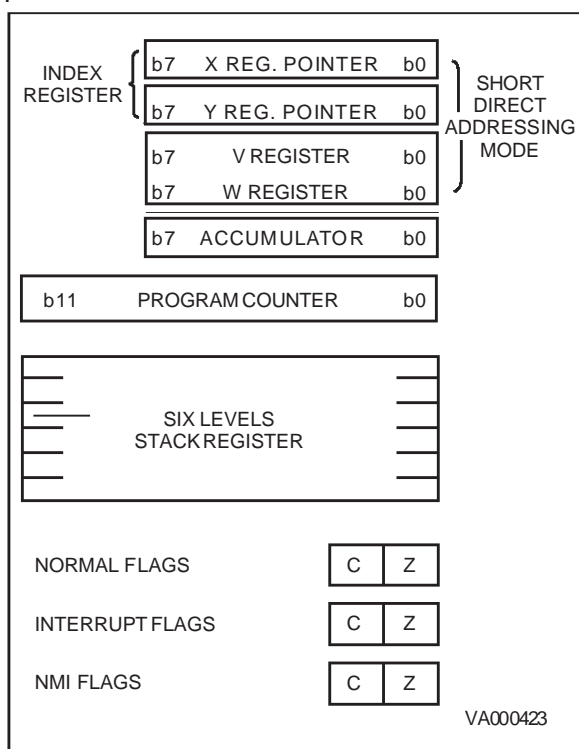 INDEX
REGISTER
b7 X REG. POINTER b0
b7 Y REG. POINTER b0
SHORT
DIRECT
ADDRESSING
MODE
b7 V REGISTER b0
b7 W REGISTER b0
b7 ACCUMULATOR b0
b11 PROGRAM COUNTER b0
SIX LEVELS
STACK REGISTER
NORMAL FLAGS C Z
INTERRUPT FLAGS C Z
NMI FLAGS C Z
VA000423